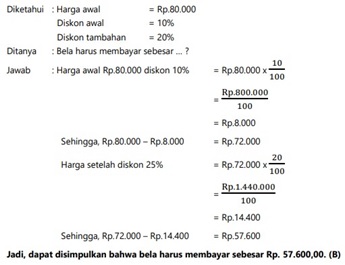 Diketahui : Harga awal = Rp.80.000
Diskon awal = 10%
Diskon tambahan = 20%
Ditanya : Bela harus membayar sebesar ... ?
Jawab : Harga awal Rp.80.000 diskon 10% = Rp.80.000 x 10/100
= Rp.800.000/100
= Rp.8.000
Sehingga, Rp.80.000 – Rp.8.000 = Rp.72.000
Harga setelah diskon 25% = Rp.72.000 x 20/100
= Rp.1.440.000/100
= Rp.14.400
Sehingga, Rp.72.000 – Rp.14.400 = Rp.57.600
Jadi, dapat disimpulkan bahwa bela harus membayar sebesar Rp. 57.600,00. (B)